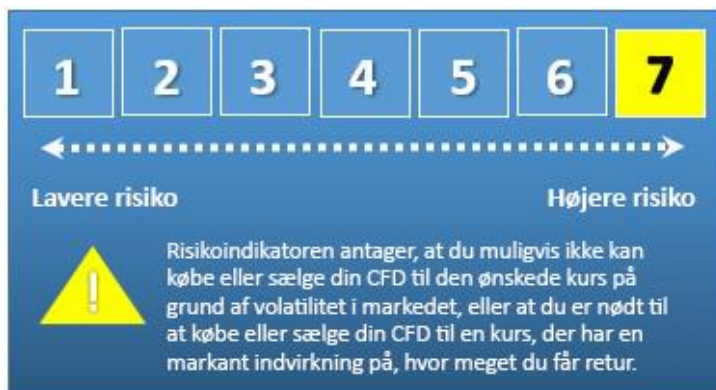 1 2 3 4 5 6 7
Lavere risiko Højere risiko
!
Risikoindikatoren antager, at du muligvis ikke kan
købe eller sælge din CFD til den ønskede kurs på
grund af volatilitet i markedet, eller at du er nødt til
at købe eller sælge din CFD til en kurs, der har en
markant indvirkning på, hvor meget du får retur.